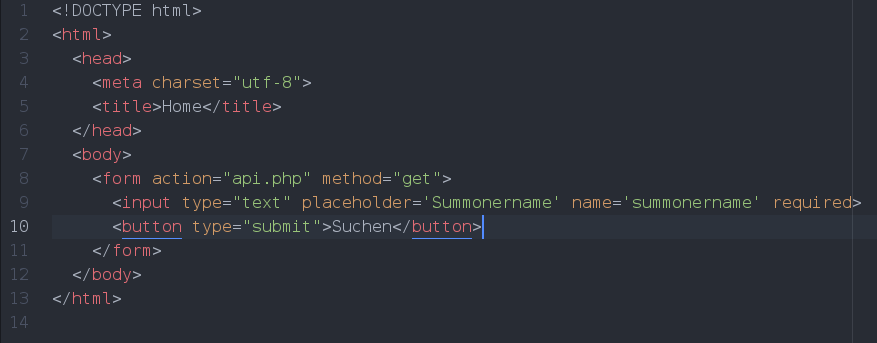 1 <!DOCTYPE html>
2 <html>
3   <head>
4     <meta charset="utf-8">
5     <title>Home</title>
6   </head>
7   <body>
8     <form action="api.php" method="get">
9       <input type="text" placeholder='Summonername' name='summonername' required>
10       <button type="submit">Suchen</button>
11     </form>
12   </body>
13 </html>
14